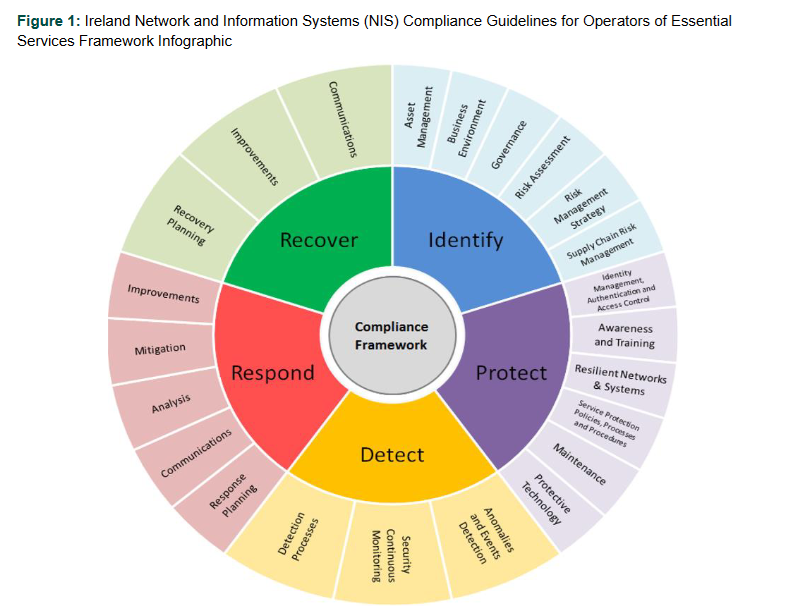 Figure 1: Ireland Network and Information Systems (NIS) Compliance Guidelines for Operators of Essential
Services Framework Infographic
Compliance
Framework
Identify
Asset
Management
Business
Environment
Governance
Risk Assessment
Risk
Management
Strategy
Supply Chain Risk
Management
Protect
Identity
Management,
Authentication and
Access Control
Awareness
and Training
Resilient Networks
& Systems
Service Protection
Policies, Processes
and Procedures
Maintenance
Protective
Technology
Detect
Anomalies
and Events
Detection
Security
Continuous
Monitoring
Detection
Processes
Respond
Response
Planning
Communications
Analysis
Mitigation
Improvements
Recover
Recovery
Planning
Improvements
Communications